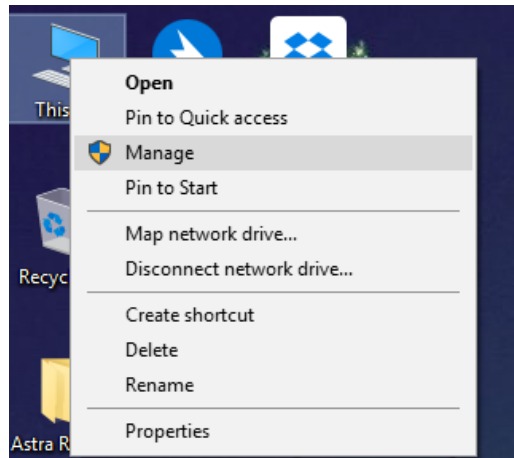 This
Open
Pin to Quick access
Manage
Pin to Start
Map network drive...
Disconnect network drive...
Recyc
Create shortcut
Delete
Rename
Properties
Astra R